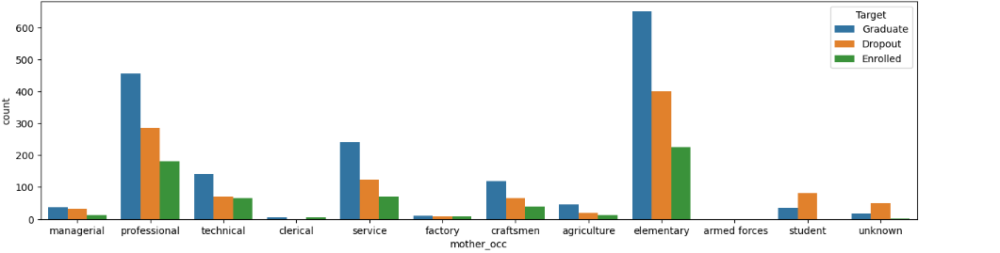 Target
Graduate
Dropout
Enrolled
count
600
500
400
300
200
100
0
managerial professional technical clerical service factory craftsmen agriculture elementary armed forces student unknown
mother_occ